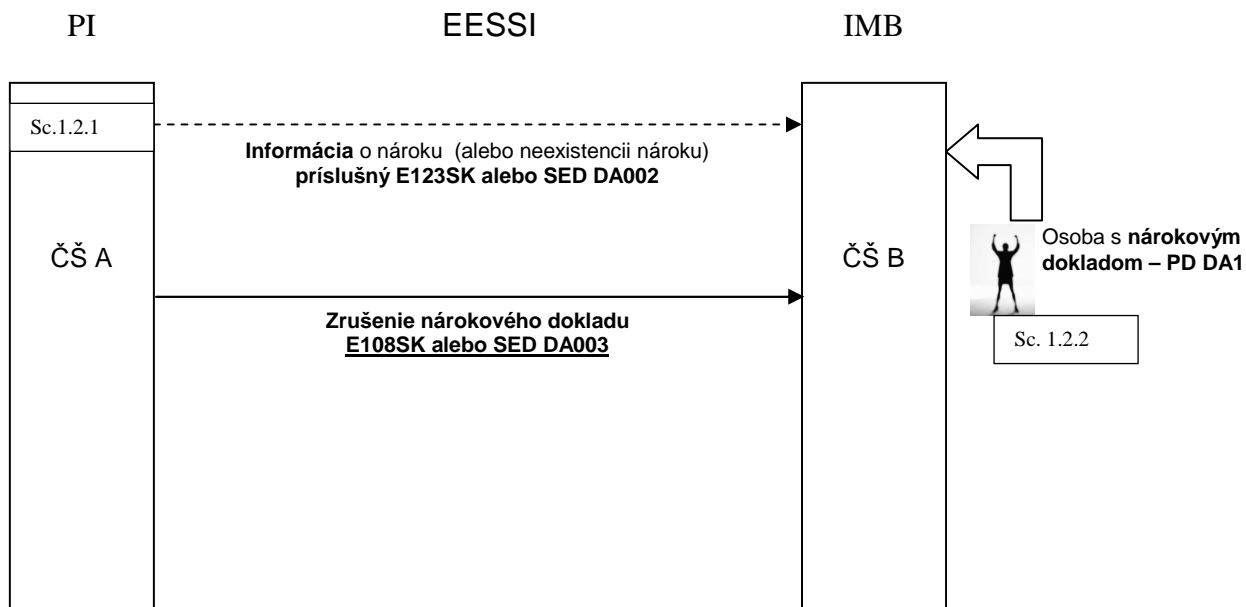 PI EESSI IMB
Sc.1.2.1
Informácia o nároku (alebo neexistencii nároku)
príslušný E123SK alebo SED DA002
ČŠ A
ČŠ B
Osoba s nárokovým
dokladom – PD DA1
Zrušenie nárokového dokladu
E108SK alebo SED DA003
Sc. 1.2.2